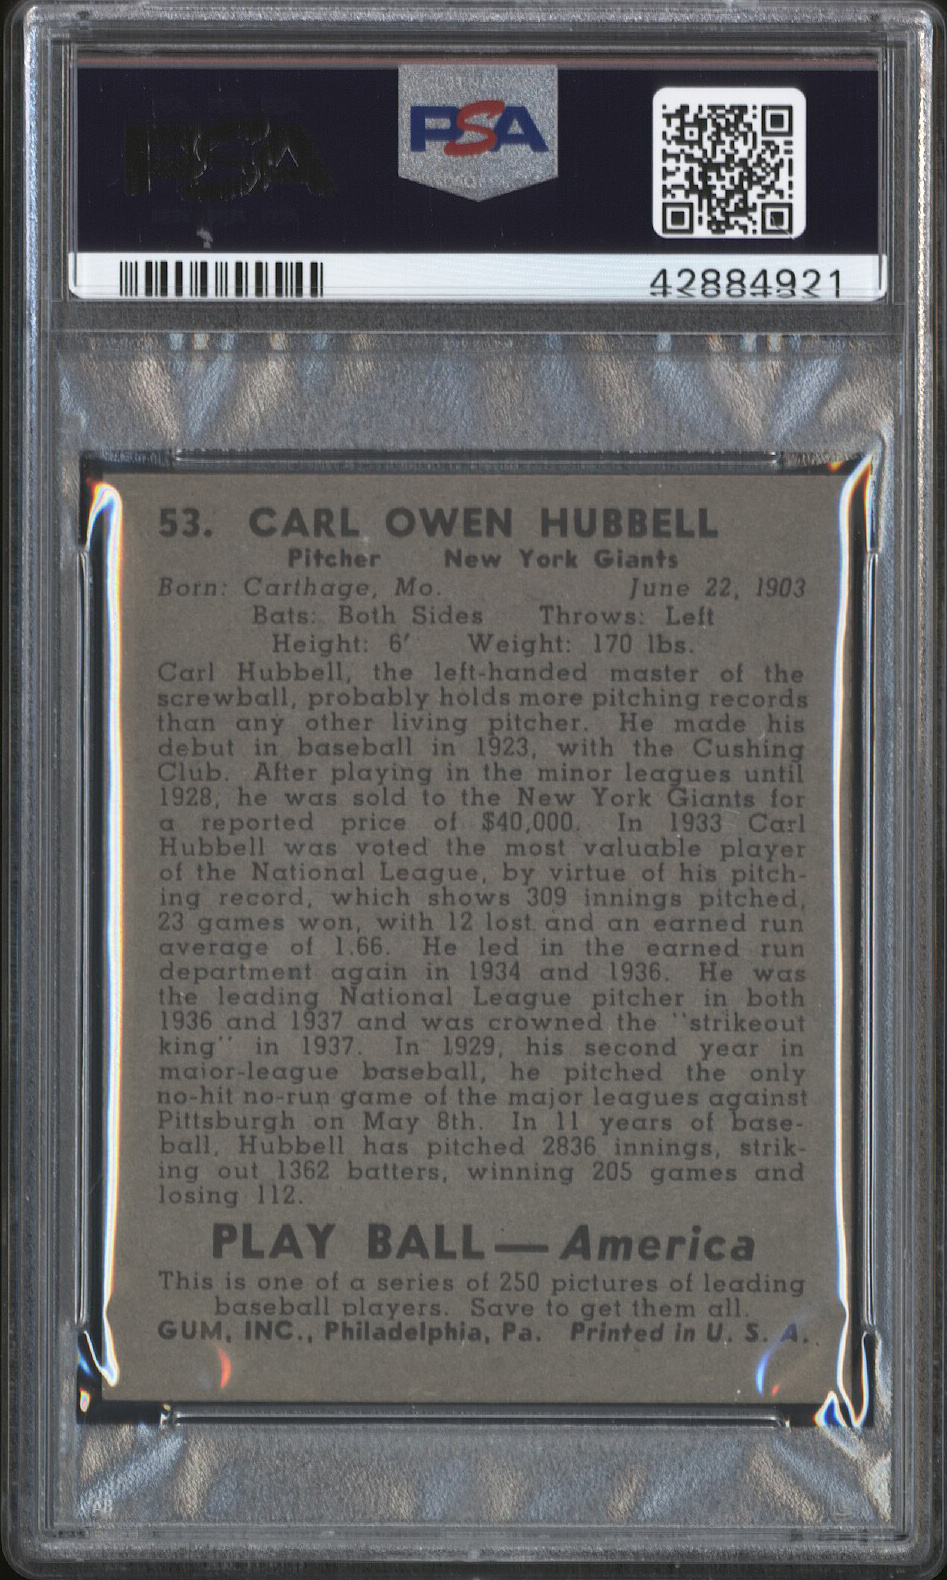 PSA
PSA
42884921
53. CARL OWEN HUBBELL
Pitcher New York Giants
Born: Carthage, Mo. June 22, 1903
Bats: Both Sides Throws: Left
Height: 6' Weight: 170 lbs.
Carl Hubbell, the left-handed master of the
screwball, probably holds more pitching records
than any other living pitcher. He made his
debut in baseball in 1923, with the Cushing
Club. After playing in the minor leagues until
1928, he was sold to the New York Giants for
a reported price of $40,000. In 1933 Carl
Hubbell was voted the most valuable player
of the National League, by virtue of his pitch-
ing record, which shows 309 innings pitched,
23 games won, with 12 lost and an earned run
average of 1.66. He led in the earned run
department again in 1934 and 1936. He was
the leading National League pitcher in both
1936 and 1937 and was crowned the "strikeout
king" in 1937. In 1929, his second year in
major-league baseball, he pitched the only
no-hit no-run game of the major leagues against
Pittsburgh on May 8th. In 11 years of base-
ball, Hubbell has pitched 2836 innings, strik-
ing out 1362 batters, winning 205 games and
losing 112.
PLAY BALL — America
This is one of a series of 250 pictures of leading
baseball players. Save to get them all.
GUM, INC., Philadelphia, Pa. Printed in U. S. A.